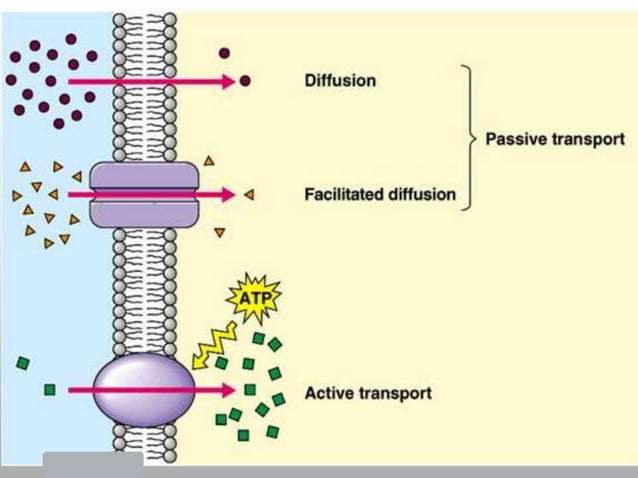 Diffusion
Passive transport
Facilitated diffusion
ATP
Active transport